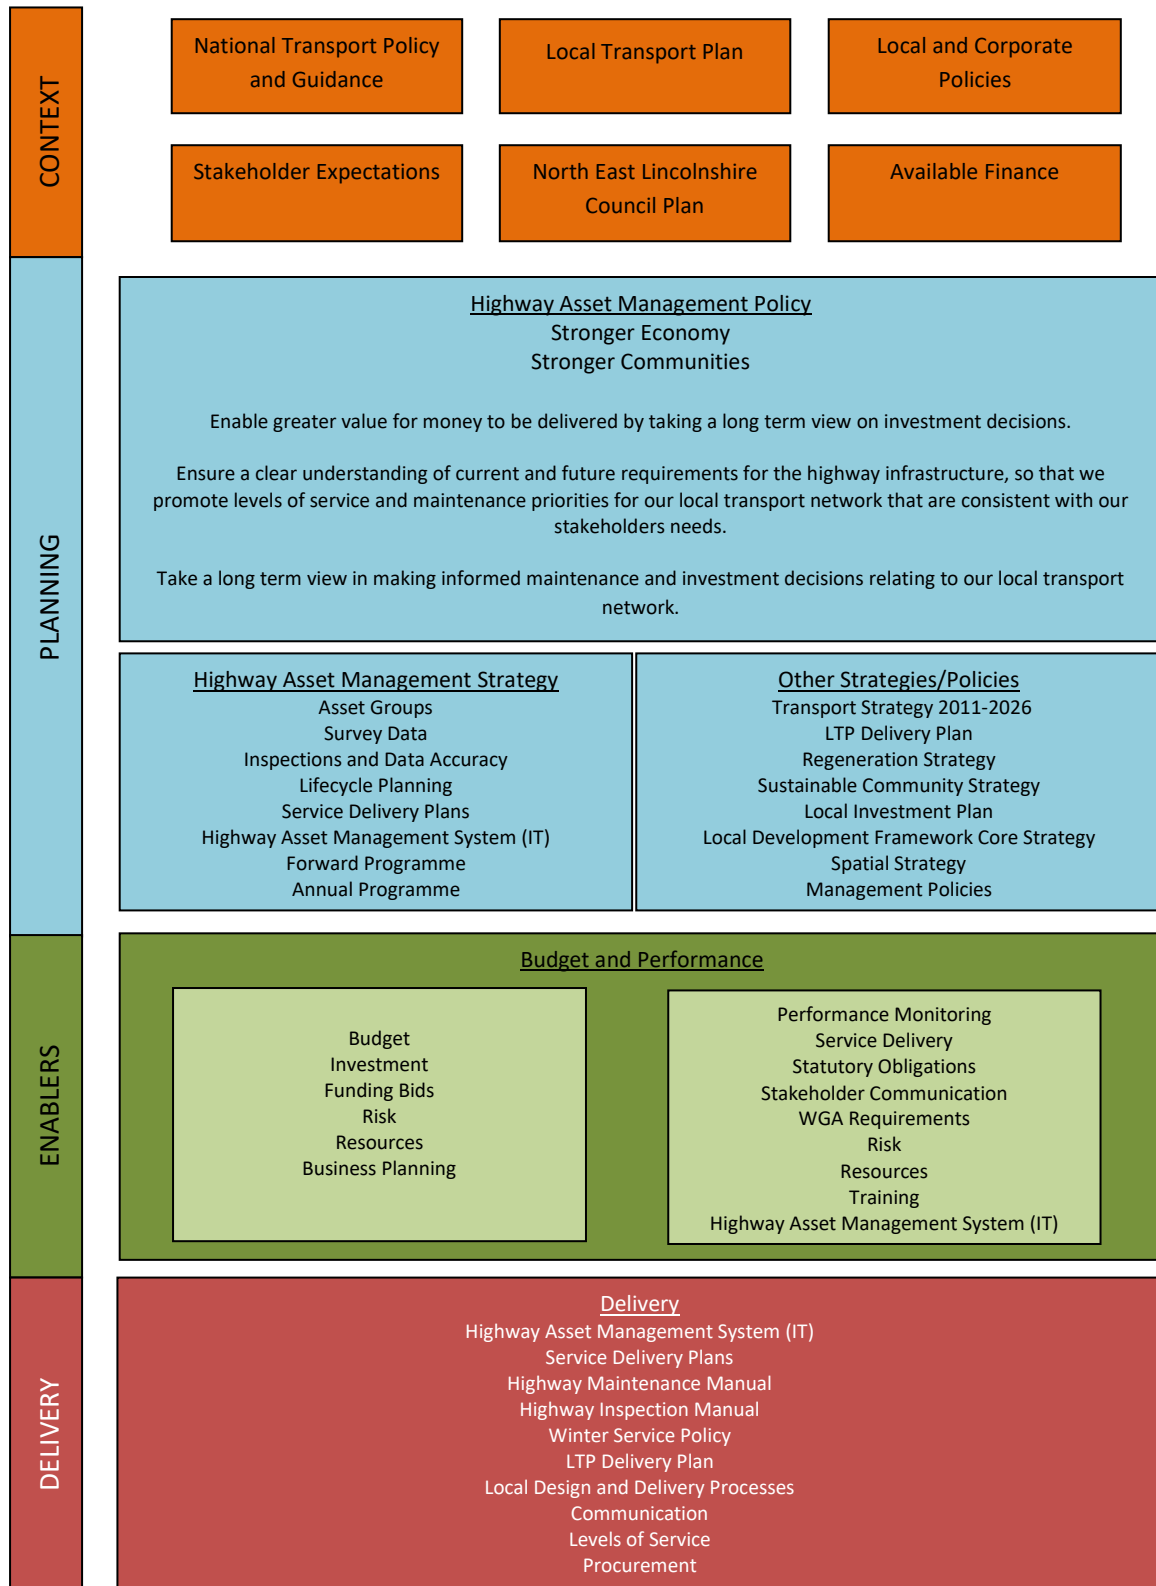 CONTEXT
National Transport Policy
and Guidance
Local Transport Plan
Local and Corporate
Policies
Stakeholder Expectations
North East Lincolnshire
Council Plan
Available Finance
PLANNING
Highway Asset Management Policy
Stronger Economy
Stronger Communities
Enable greater value for money to be delivered by taking a long term view on investment decisions.
Ensure a clear understanding of current and future requirements for the highway infrastructure, so that we
promote levels of service and maintenance priorities for our local transport network that are consistent with our
stakeholders needs.
Take a long term view in making informed maintenance and investment decisions relating to our local transport
network.
Highway Asset Management Strategy
Asset Groups
Survey Data
Inspections and Data Accuracy
Lifecycle Planning
Service Delivery Plans
Highway Asset Management System (IT)
Forward Programme
Annual Programme
Other Strategies/Policies
Transport Strategy 2011-2026
LTP Delivery Plan
Regeneration Strategy
Sustainable Community Strategy
Local Investment Plan
Local Development Framework Core Strategy
Spatial Strategy
Management Policies
ENABLERS
Budget and Performance
Budget
Investment
Funding Bids
Risk
Resources
Business Planning
Performance Monitoring
Service Delivery
Statutory Obligations
Stakeholder Communication
WGA Requirements
Risk
Resources
Training
Highway Asset Management System (IT)
DELIVERY
Delivery
Highway Asset Management System (IT)
Service Delivery Plans
Highway Maintenance Manual
Highway Inspection Manual
Winter Service Policy
LTP Delivery Plan
Local Design and Delivery Processes
Communication
Levels of Service
Procurement